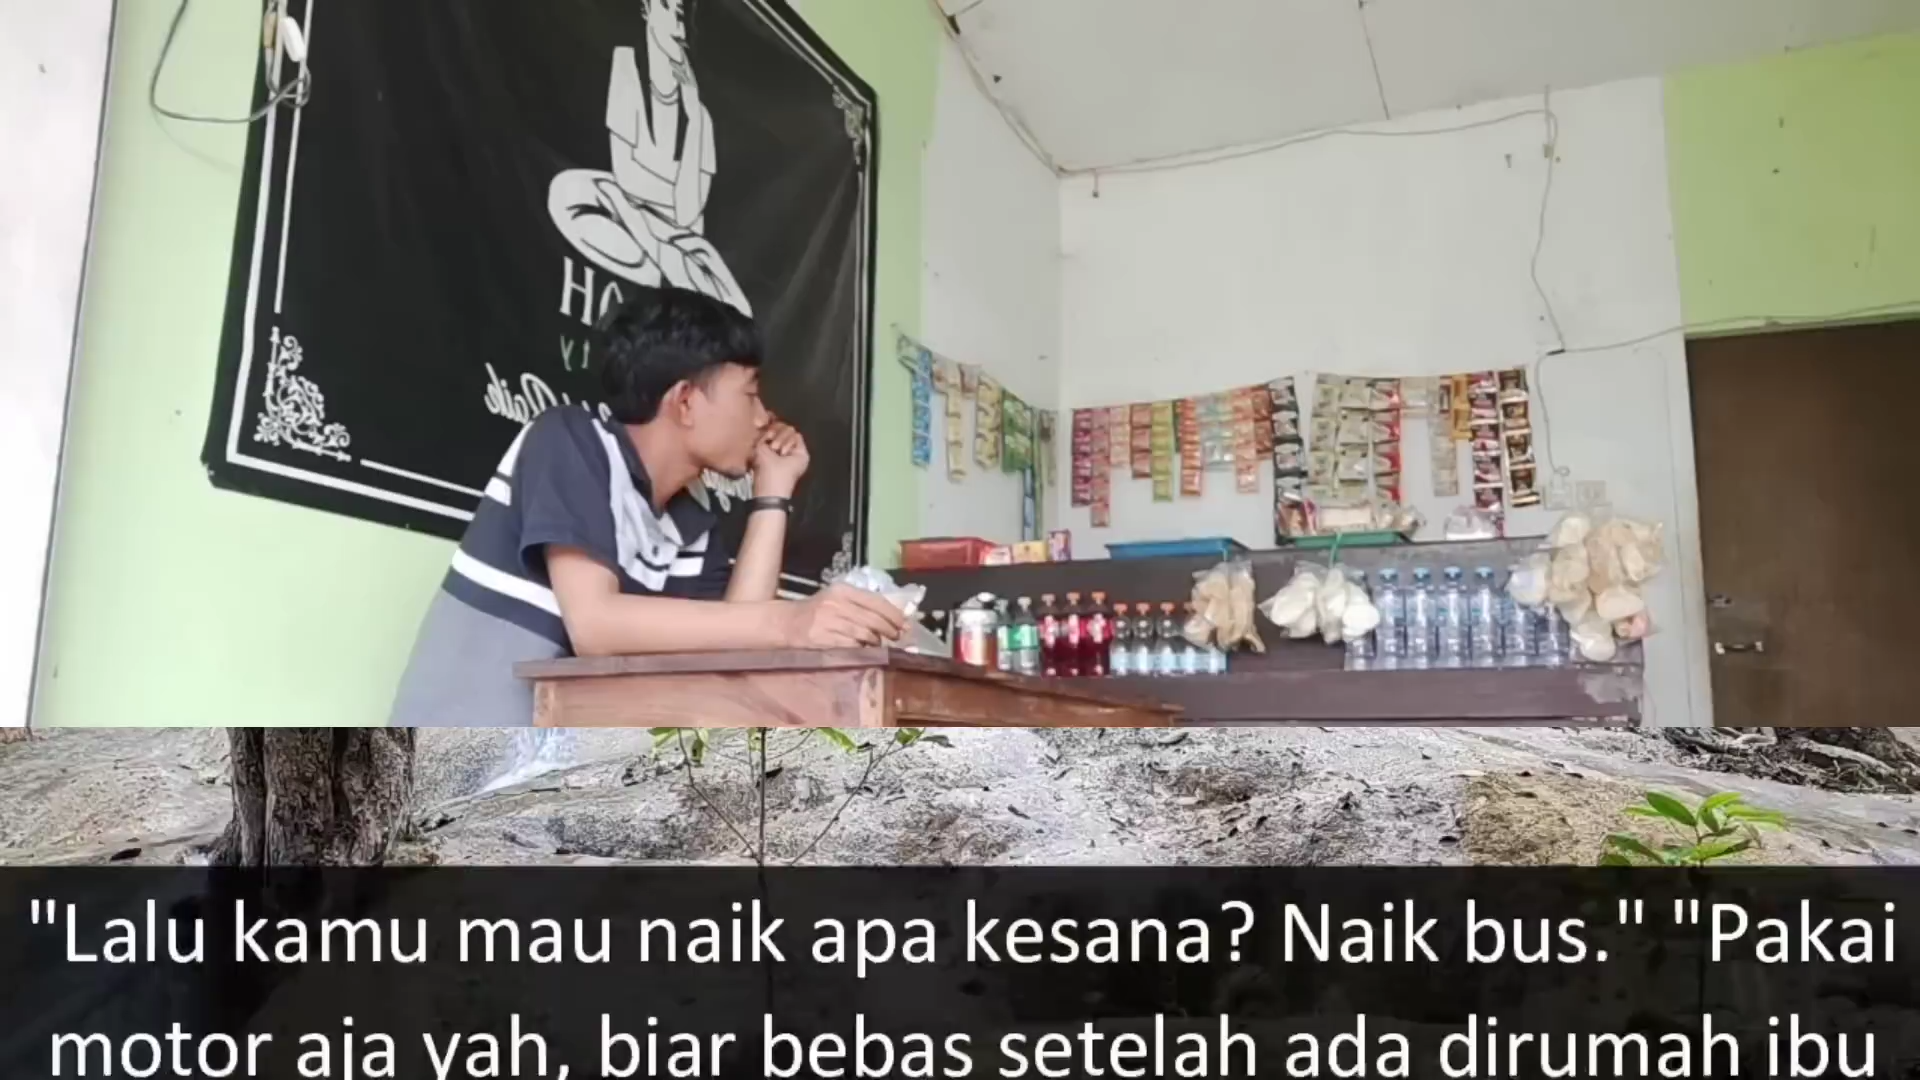 "Lalu kamu mau naik apa kesana? Naik bus." "Pakai
motor aja yah, biar bebas setelah ada dirumah ibu